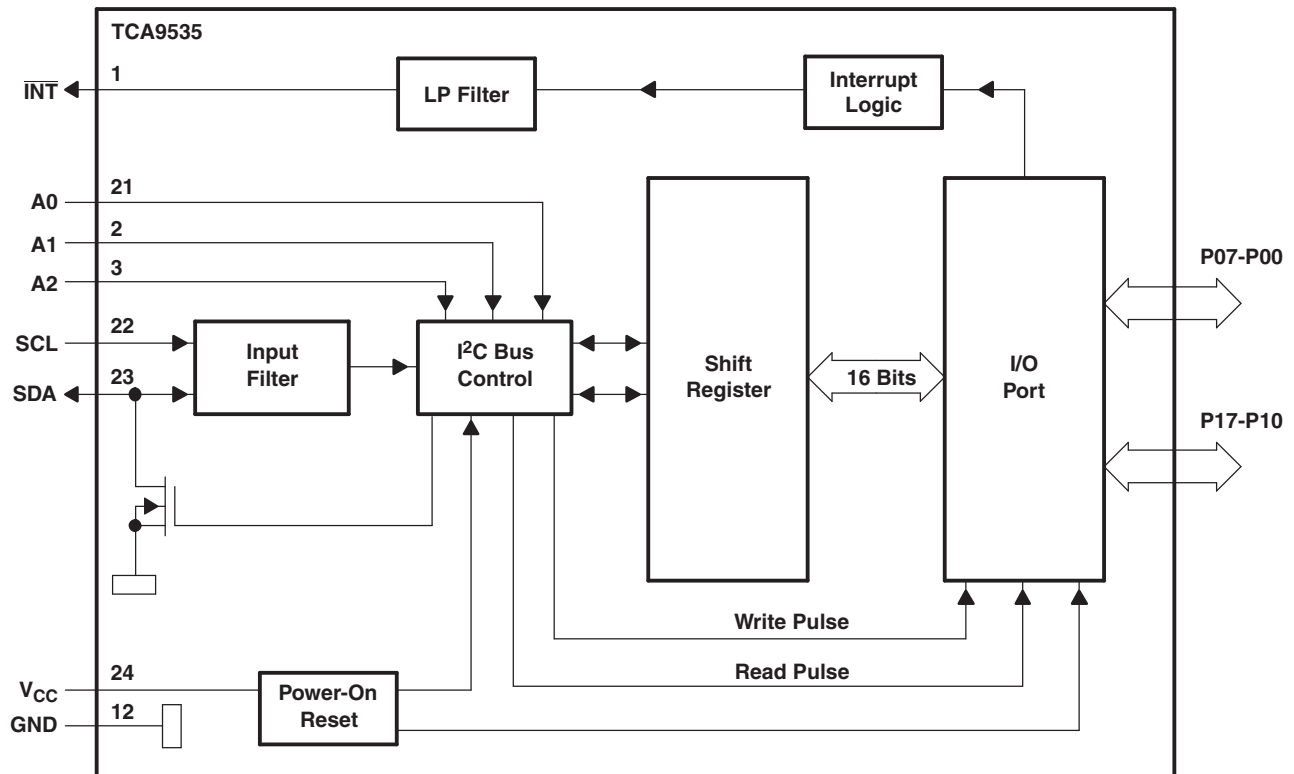 TCA9535
INT
1
LP Filter
Interrupt
Logic
A0
21
A1
2
A2
3
SCL
22
SDA
23
Input
Filter
I²C Bus
Control
Shift
Register
16 Bits
I/O
Port
P07-P00
P17-P10
Write Pulse
Read Pulse
VCC
24
GND
12
Power-On
Reset